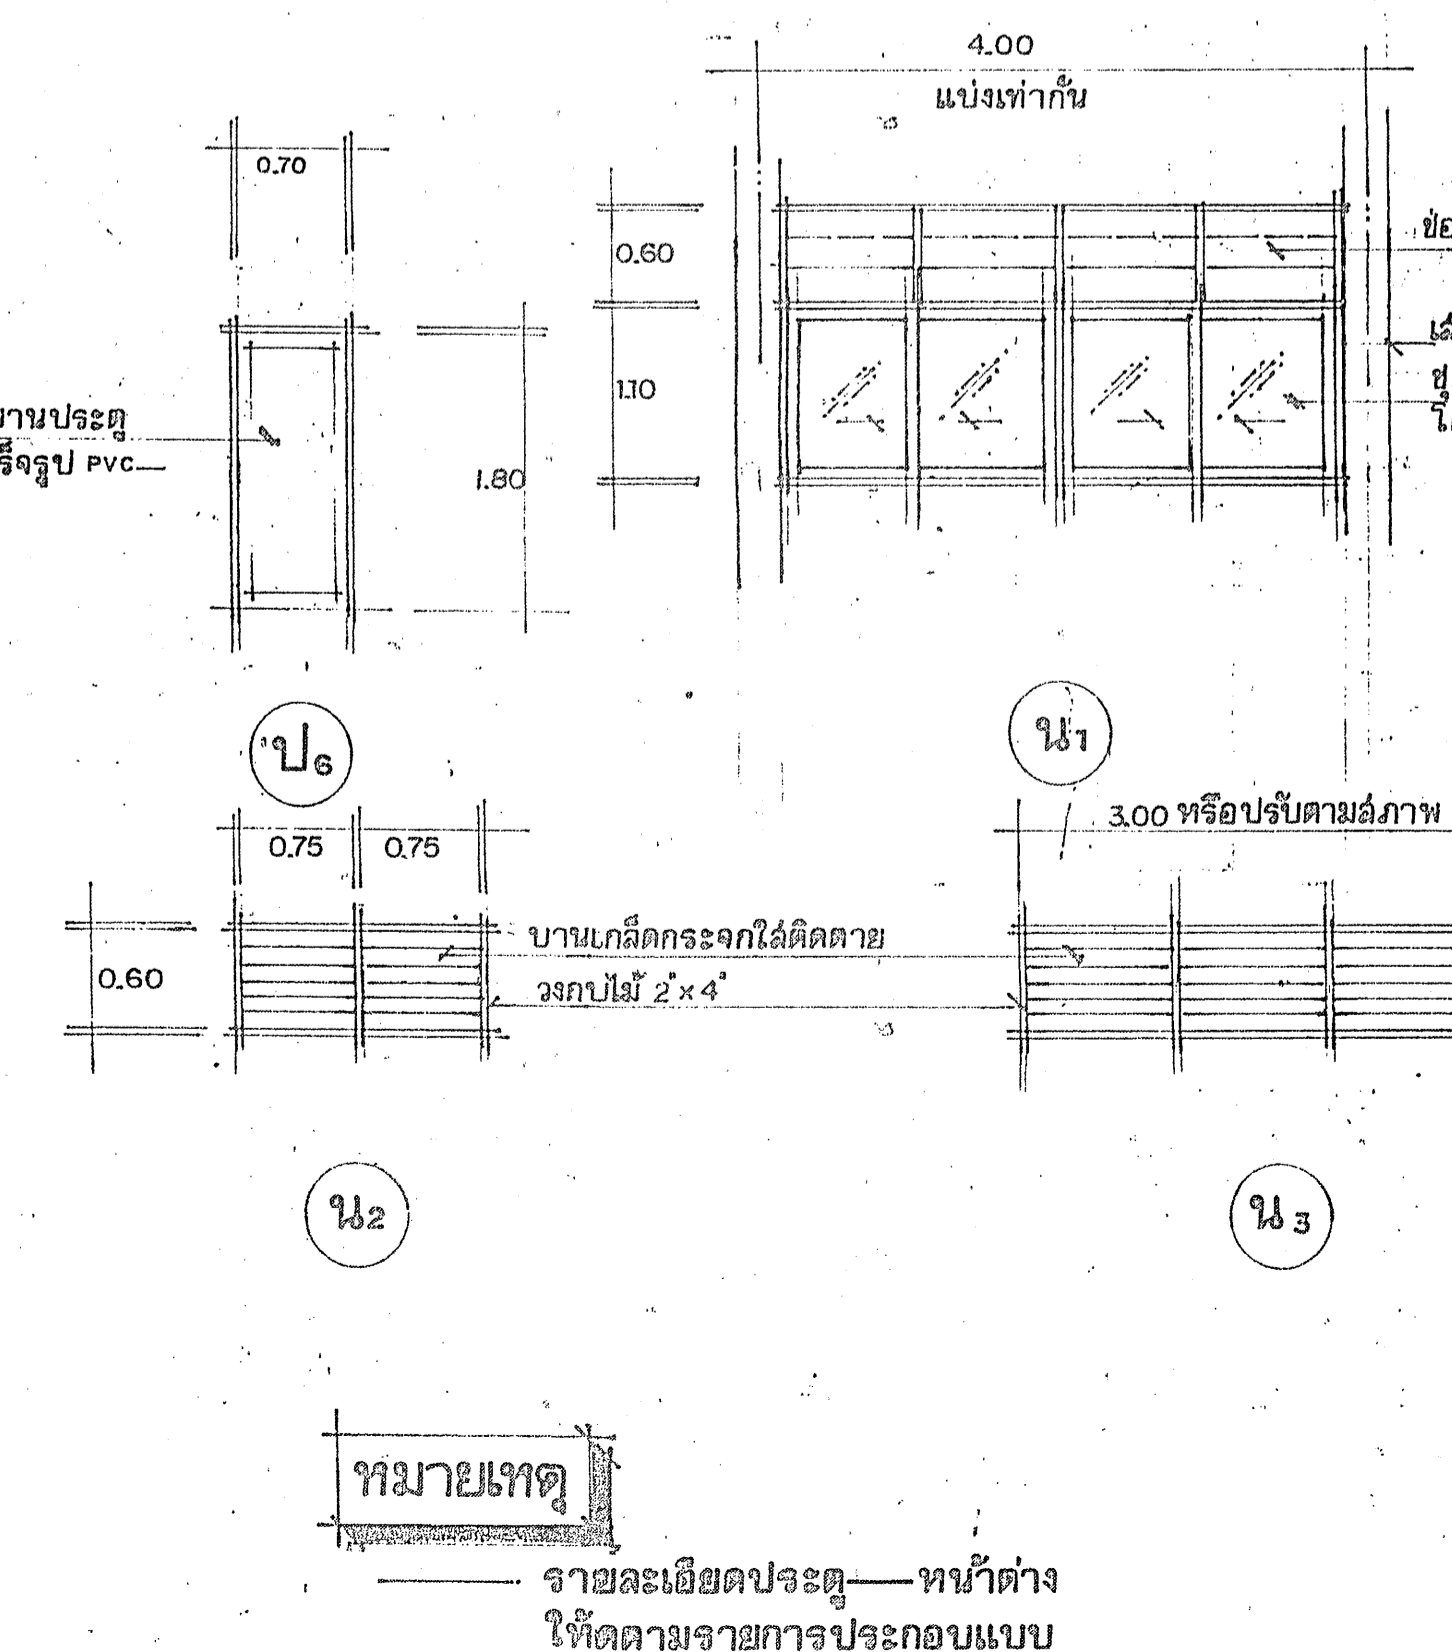 4.00
แบ่งเท่ากัน
0.70
0.60
1.10
1.80
บานประตู
PVC
ป6
น1
3.00 หรือปรับตามสภาพ
0.75 0.75
0.60
บานเกล็ดกระจกใส่ติดตาย
วงกบไม้ 2"x4"
น2
น3
หมายเหตุ
รายละเอียดประตู — หน้าต่าง
ให้ดูตามรายการประกอบแบบ